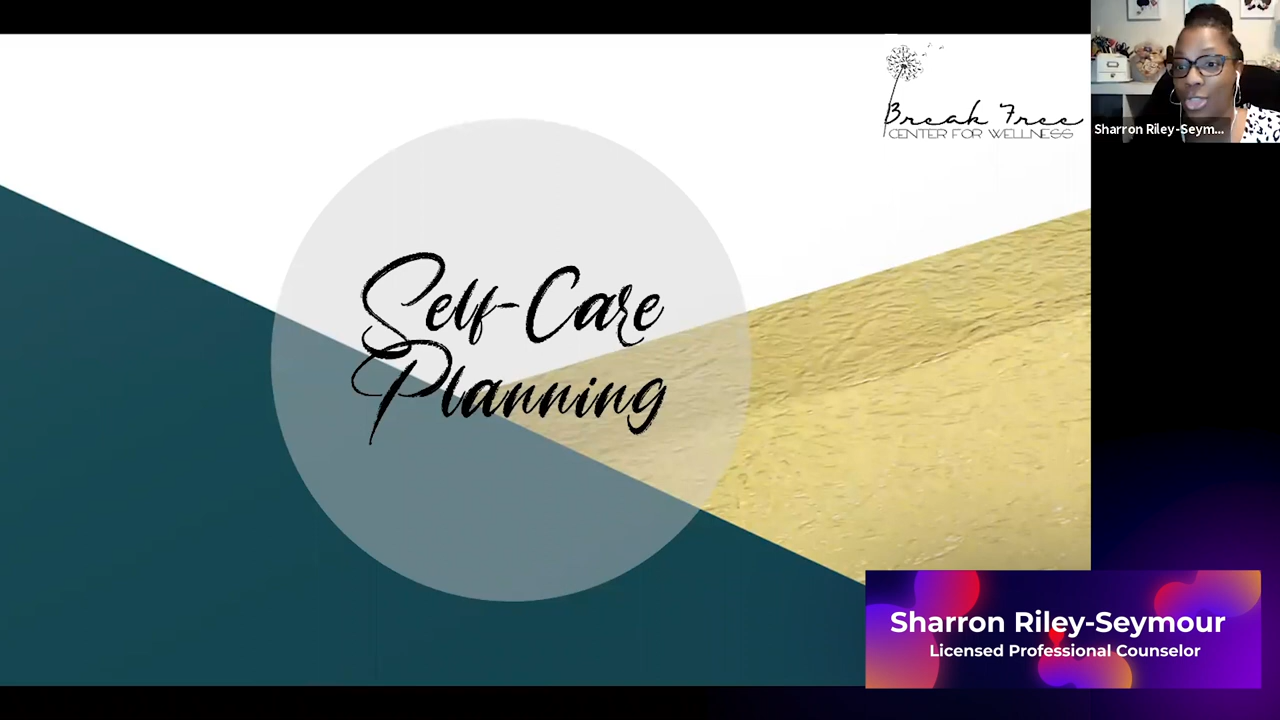 Break Free
CENTER FOR WELLNESS
Sharron Riley-Seym...
Self-Care
Planning
Sharron Riley-Seymour
Licensed Professional Counselor